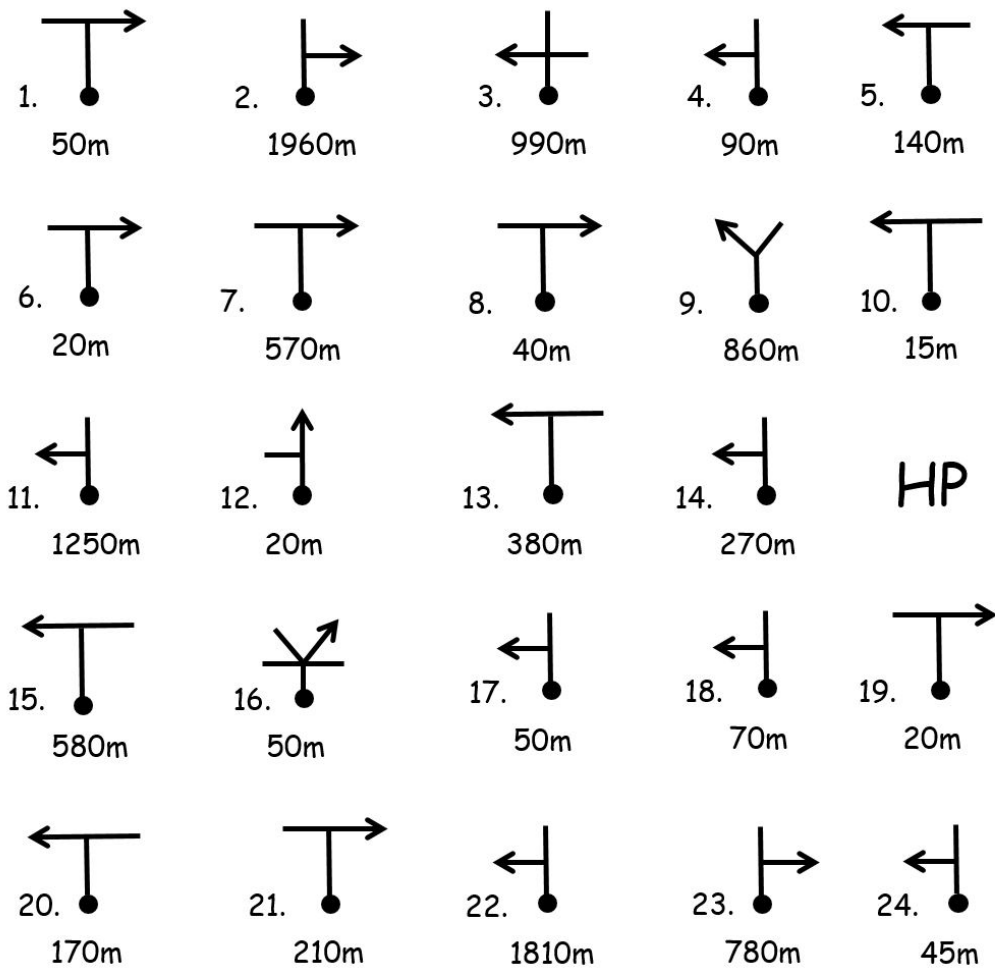 1. 2. 3. 4. 5.
50m 1960m 990m 90m 140m
6. 7. 8. 9. 10.
20m 570m 40m 860m 15m
11. 12. 13. 14. HP
1250m 20m 380m 270m
15. 16. 17. 18. 19.
580m 50m 50m 70m 20m
20. 21. 22. 23. 24.
170m 210m 1810m 780m 45m